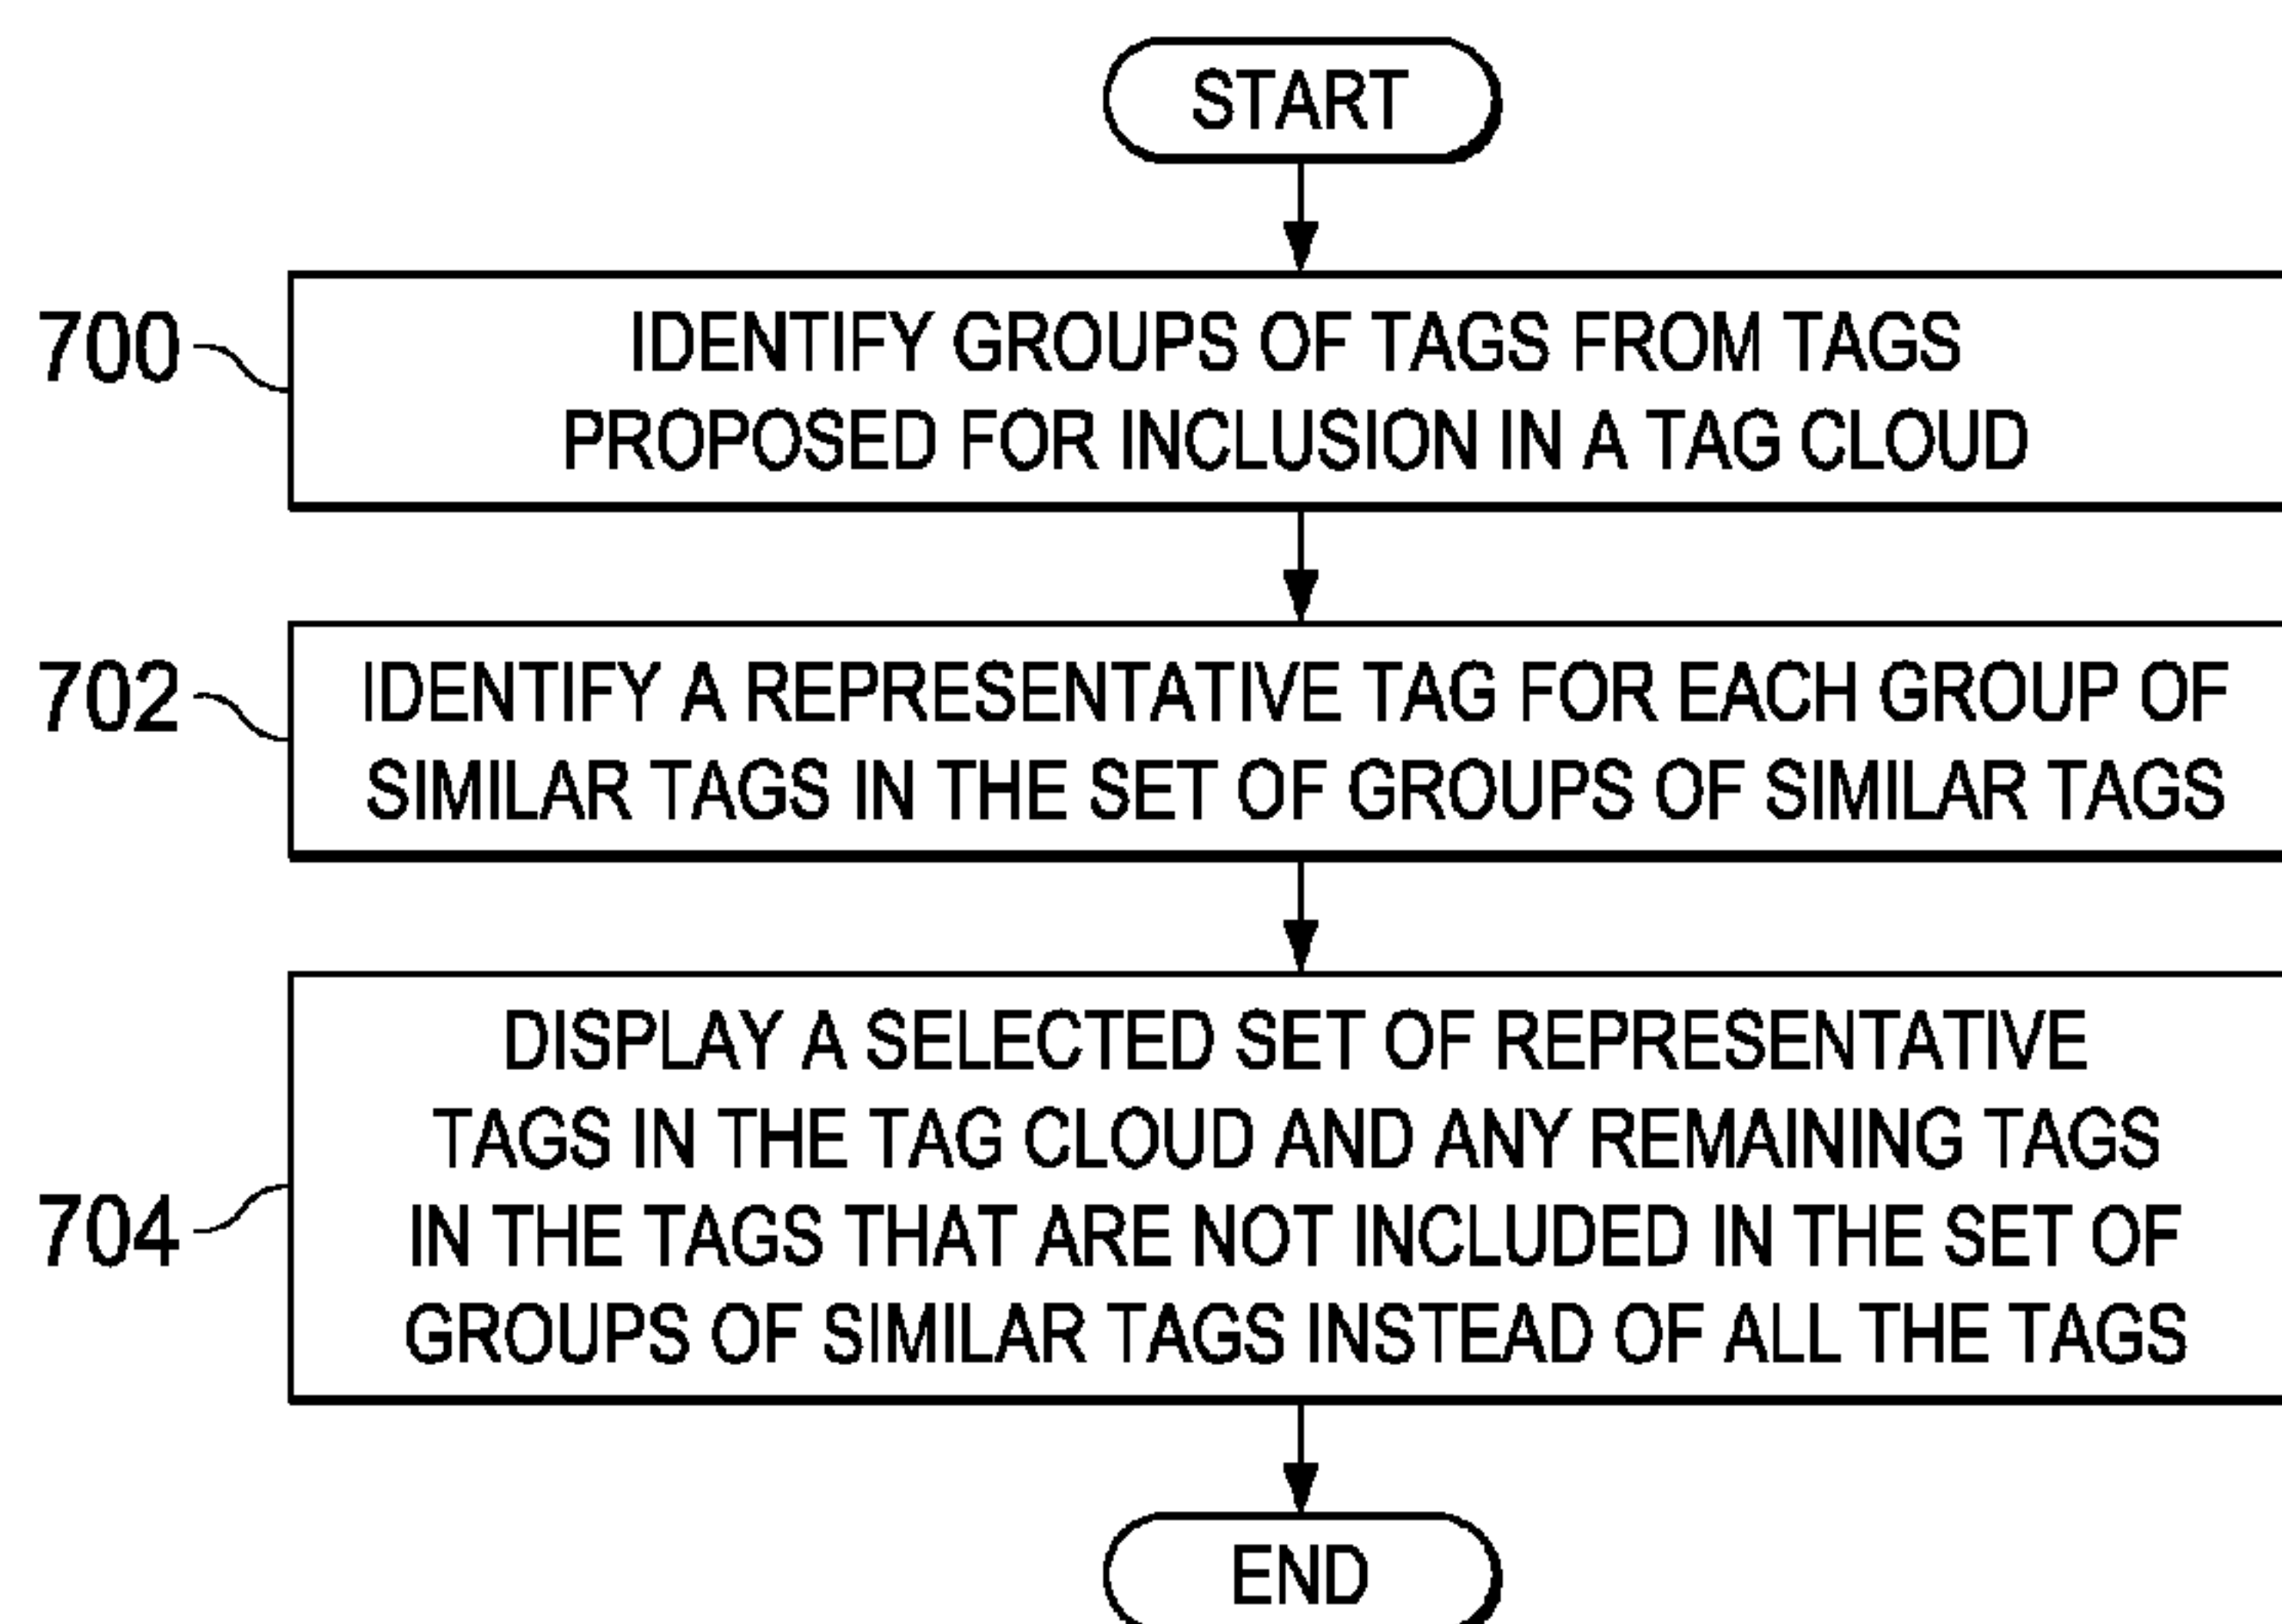 START
700
IDENTIFY GROUPS OF TAGS FROM TAGS
PROPOSED FOR INCLUSION IN A TAG CLOUD
702
IDENTIFY A REPRESENTATIVE TAG FOR EACH GROUP OF
SIMILAR TAGS IN THE SET OF GROUPS OF SIMILAR TAGS
704
DISPLAY A SELECTED SET OF REPRESENTATIVE
TAGS IN THE TAG CLOUD AND ANY REMAINING TAGS
IN THE TAGS THAT ARE NOT INCLUDED IN THE SET OF
GROUPS OF SIMILAR TAGS INSTEAD OF ALL THE TAGS
END